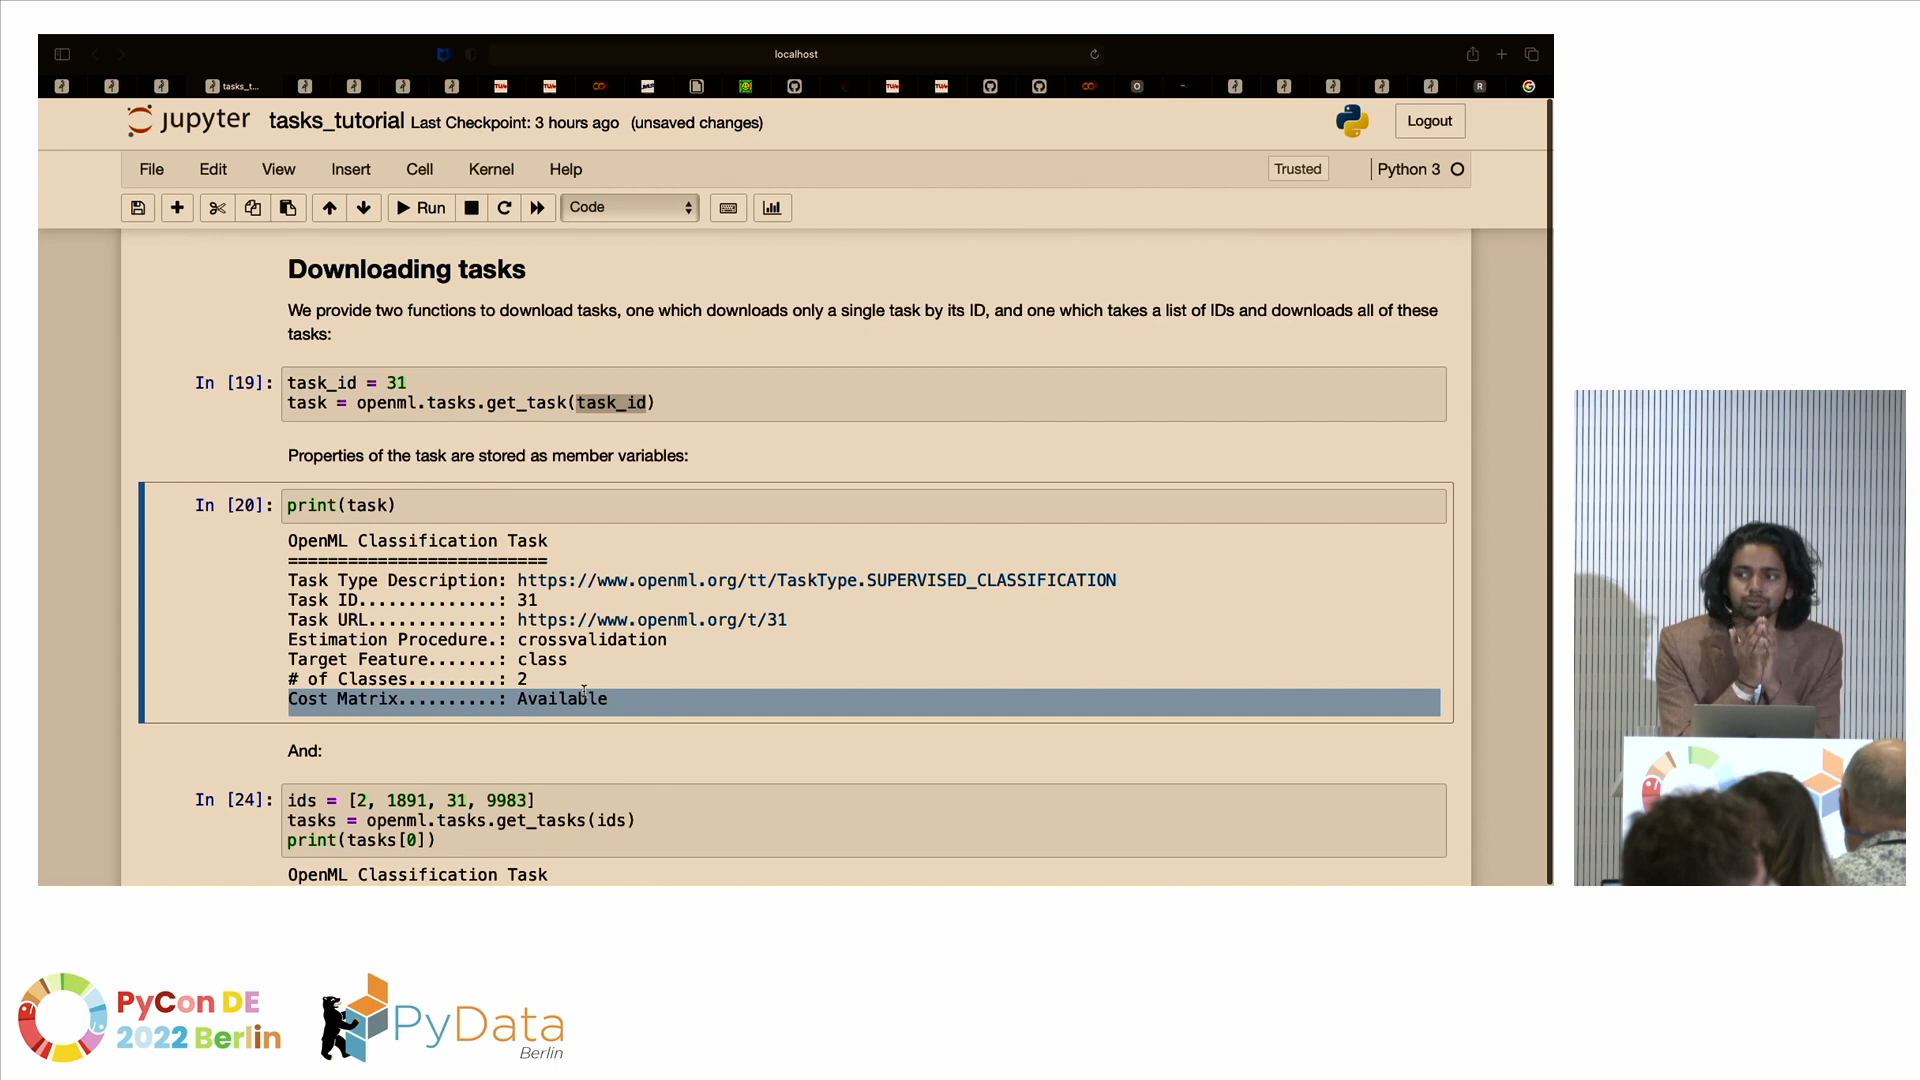 localhost
tasks_t...
jupyter tasks_tutorial Last Checkpoint: 3 hours ago (unsaved changes)
Logout
File Edit View Insert Cell Kernel Help
Trusted
Python 3
Run
Code
Downloading tasks
We provide two functions to download tasks, one which downloads only a single task by its ID, and one which takes a list of IDs and downloads all of these
tasks:
In [19]: task_id = 31
task = openml.tasks.get_task(task_id)
Properties of the task are stored as member variables:
In [20]: print(task)
OpenML Classification Task
==========================
Task Type Description: https://www.openml.org/tt/TaskType.SUPERVISED_CLASSIFICATION
Task ID..............: 31
Task URL.............: https://www.openml.org/t/31
Estimation Procedure.: crossvalidation
Target Feature.......: class
# of Classes.........: 2
Cost Matrix..........: Available
And:
In [24]: ids = [2, 1891, 31, 9983]
tasks = openml.tasks.get_tasks(ids)
print(tasks[0])
OpenML Classification Task
PyCon DE
2022 Berlin
PyData
Berlin